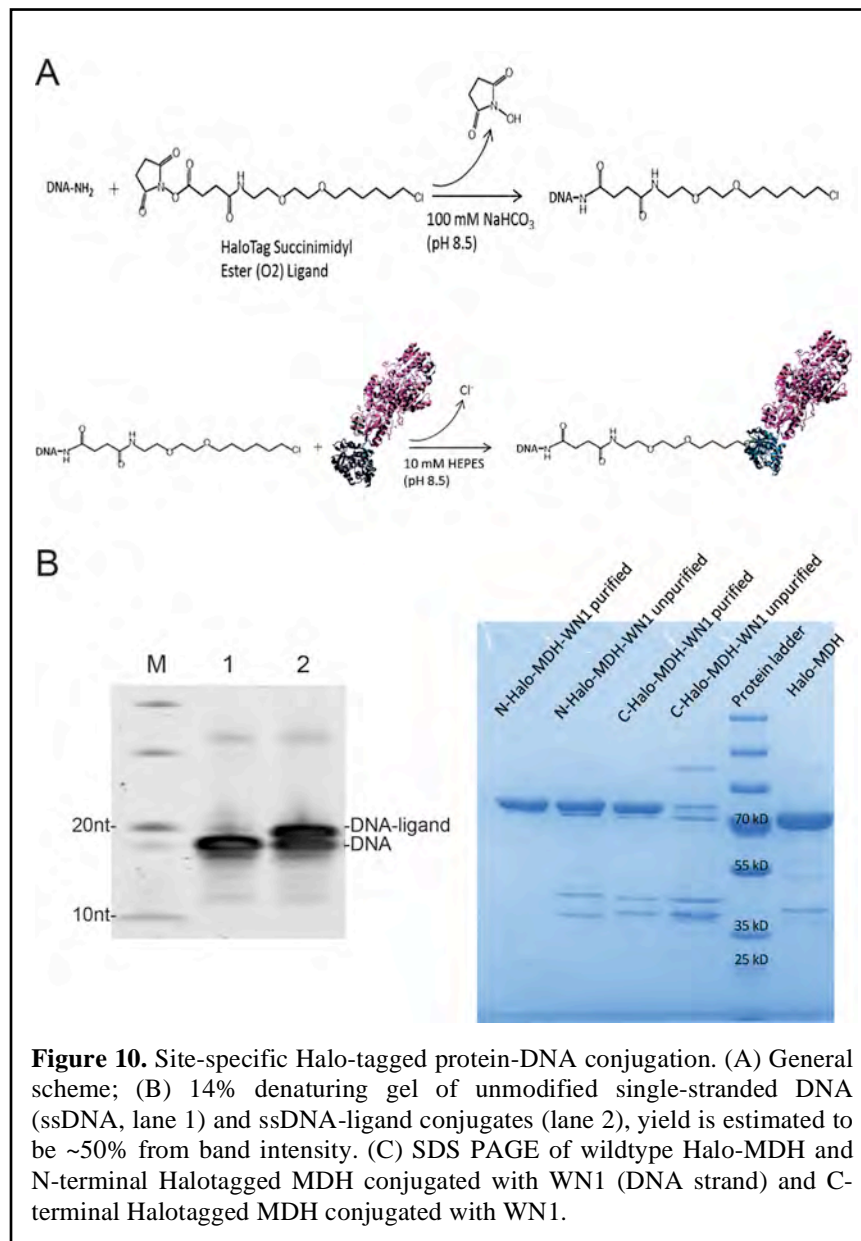 A
O
N
OH
O
O
N
O
O
O
DNA-NH₂ +
H
N
O
O
O
Cl
HaloTag Succinimidyl
Ester (O2) Ligand
100 mM NaHCO₃
(pH 8.5)
DNA-N
H
O
O
H
N
O
O
Cl
DNA-N
H
O
O
H
N
O
O
Cl
+
Cl⁻
10 mM HEPES
(pH 8.5)
DNA-N
H
O
O
H
N
O
O
B
M 1 2
20nt-
10nt-
-DNA-ligand
-DNA
N-Halo-MDH-WN1 purified
N-Halo-MDH-WN1 unpurified
C-Halo-MDH-WN1 purified
C-Halo-MDH-WN1 unpurified
Protein ladder
Halo-MDH
70 kD
55 kD
35 kD
25 kD
Figure 10. Site-specific Halo-tagged protein-DNA conjugation. (A) General
scheme; (B) 14% denaturing gel of unmodified single-stranded DNA
(ssDNA, lane 1) and ssDNA-ligand conjugates (lane 2), yield is estimated to
be ~50% from band intensity. (C) SDS PAGE of wildtype Halo-MDH and
N-terminal Halotagged MDH conjugated with WN1 (DNA strand) and C-
terminal Halotagged MDH conjugated with WN1.